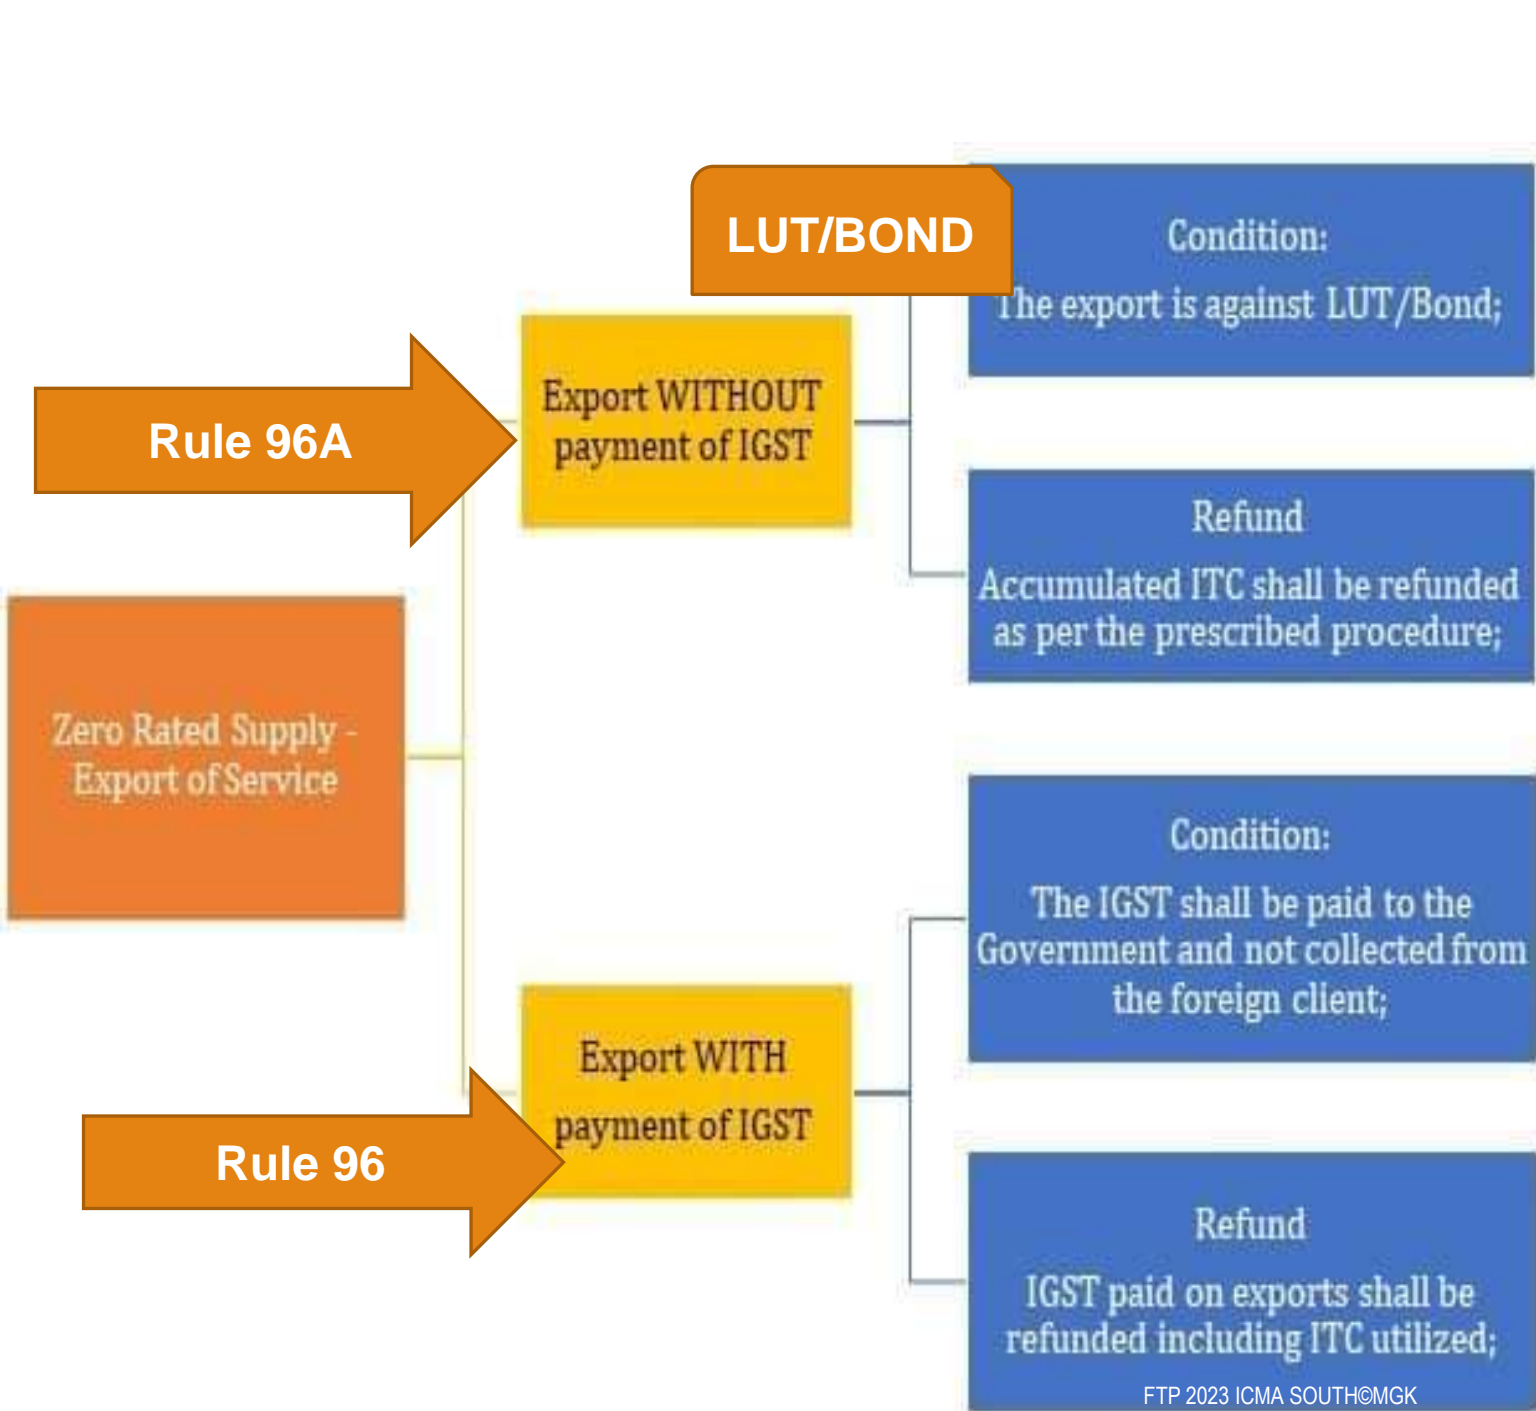 LUT/BOND
Condition:
The export is against LUT/Bond;
Rule 96A
Export WITHOUT
payment of IGST
Refund
Accumulated ITC shall be refunded
as per the prescribed procedure;
Zero Rated Supply -
Export of Service
Condition:
The IGST shall be paid to the
Government and not collected from
the foreign client;
Export WITH
payment of IGST
Rule 96
Refund
IGST paid on exports shall be
refunded including ITC utilized;
FTP 2023 ICMA SOUTH©MGK